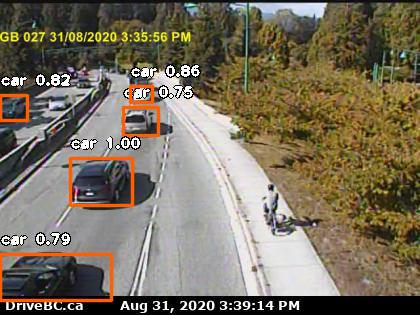 GB 027 31/08/2020 3:35:56 PM
car 0.86
car 0.82
car 0.75
car 1.00
car 0.79
DriveBC.ca Aug 31, 2020 3:39:14 PM